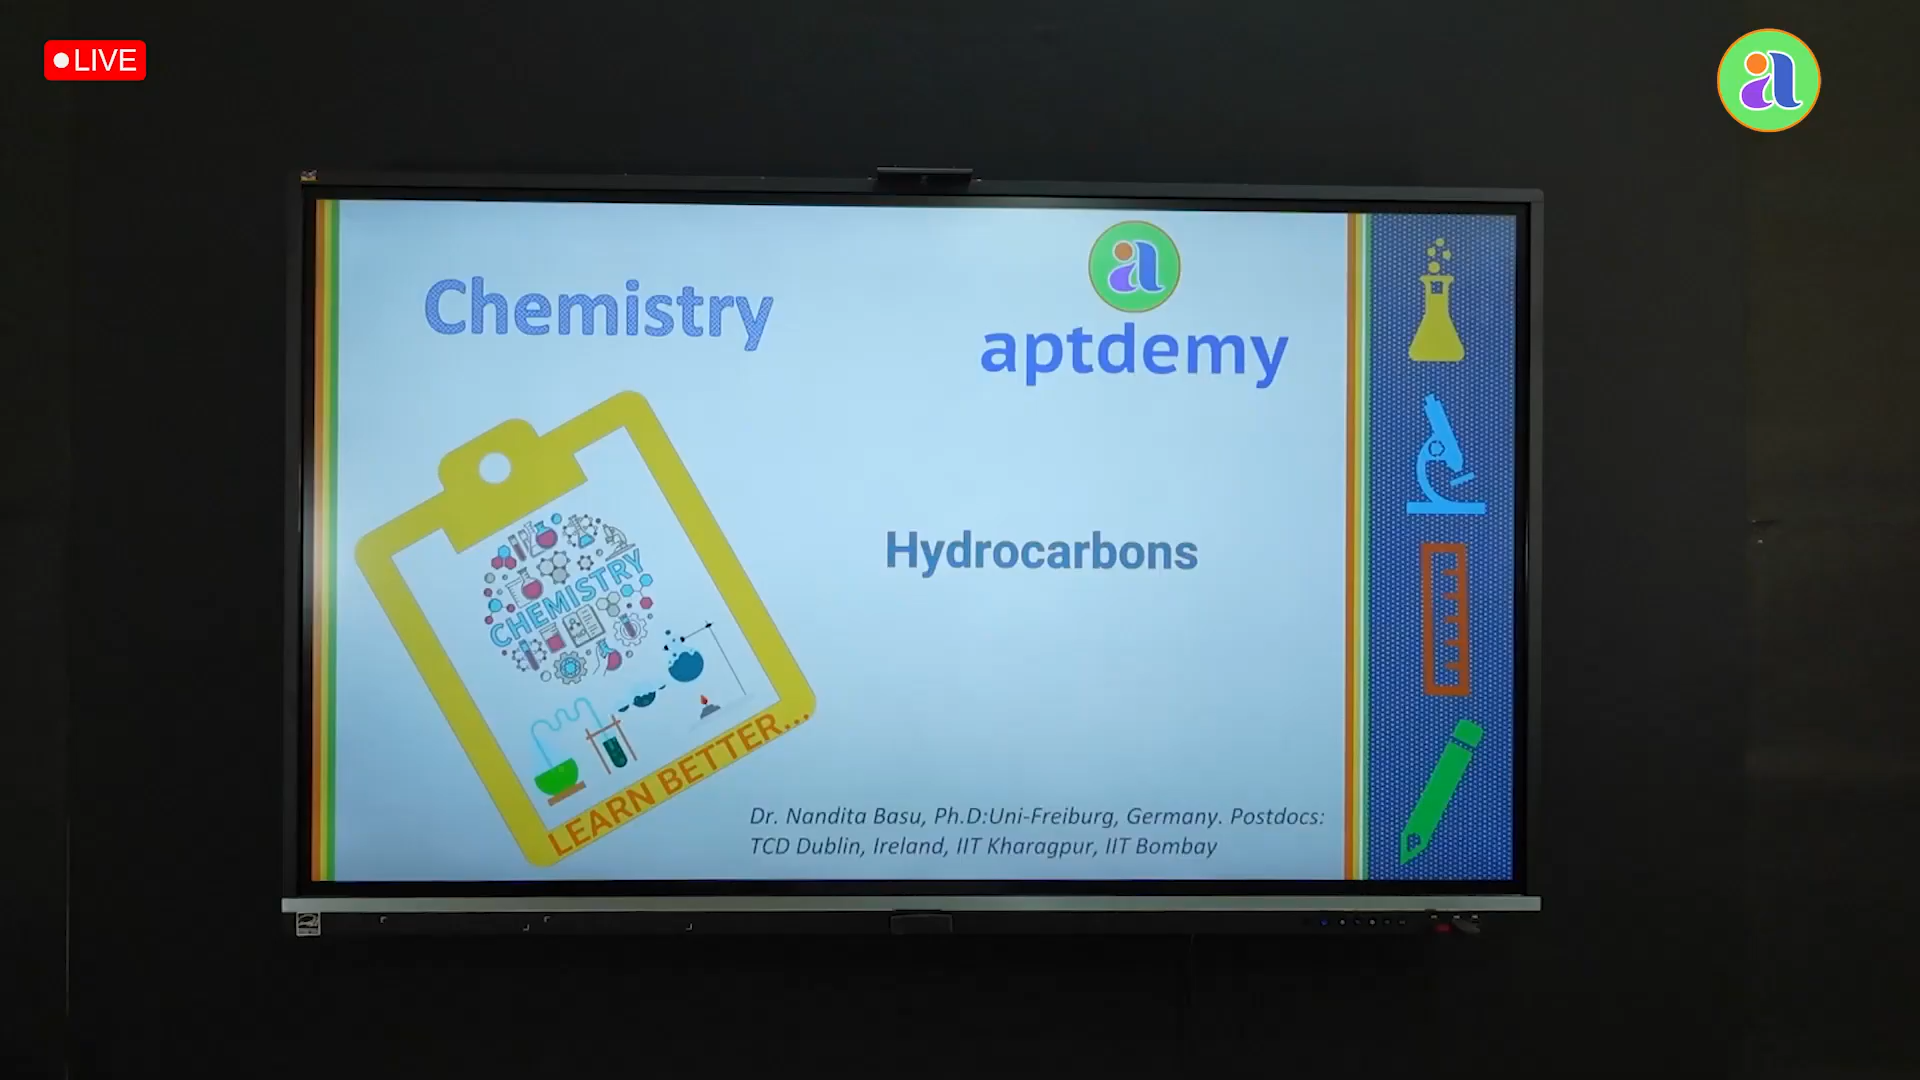 LIVE
a
a
Chemistry
aptdemy
CHEMISTRY
Hydrocarbons
LEARN BETTER...
Dr. Nandita Basu, Ph.D:Uni-Freiburg, Germany. Postdocs:
TCD Dublin, Ireland, IIT Kharagpur, IIT Bombay